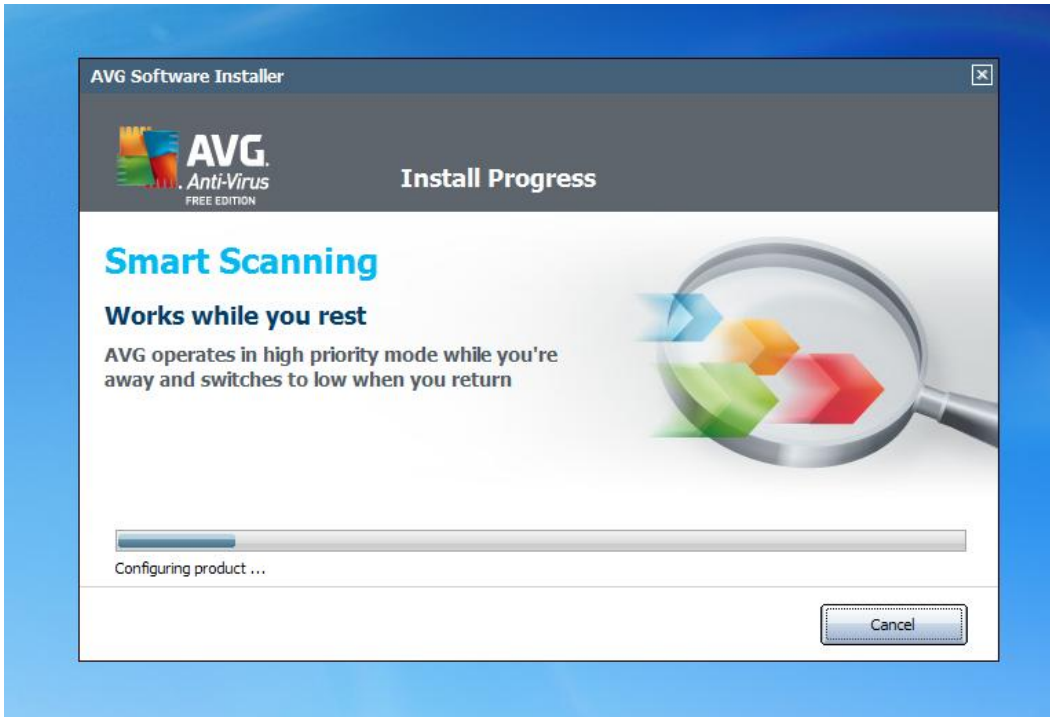 AVG Software Installer
AVG.
Anti-Virus
FREE EDITION
Install Progress
Smart Scanning
Works while you rest
AVG operates in high priority mode while you're
away and switches to low when you return
Configuring product ...
Cancel